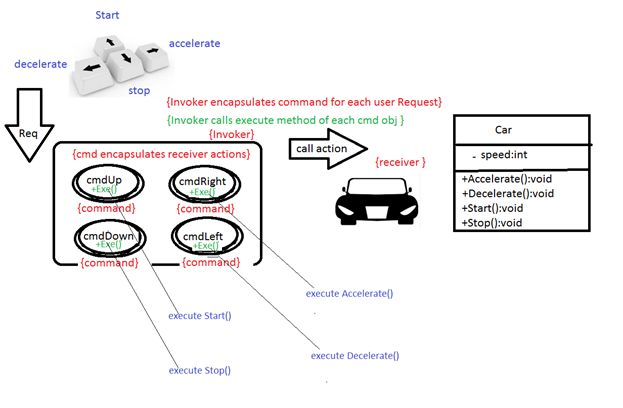 Start
accelerate
decelerate
stop
{Invoker encapsulates command for each user Request}
{Invoker calls execute method of each cmd obj }
Req
{Invoker}
{cmd encapsulates receiver actions}
call action
{receiver }
Car
- speed:int
+Accelerate():void
+Decelerate():void
+Start():void
+Stop():void
cmdUp
+Exe()
{command}
cmdRight
+Exe()
{command}
cmdDown
+Exe()
{command}
cmdLeft
+Exe()
{command}
execute Accelerate()
execute Start()
execute Decelerate()
execute Stop()